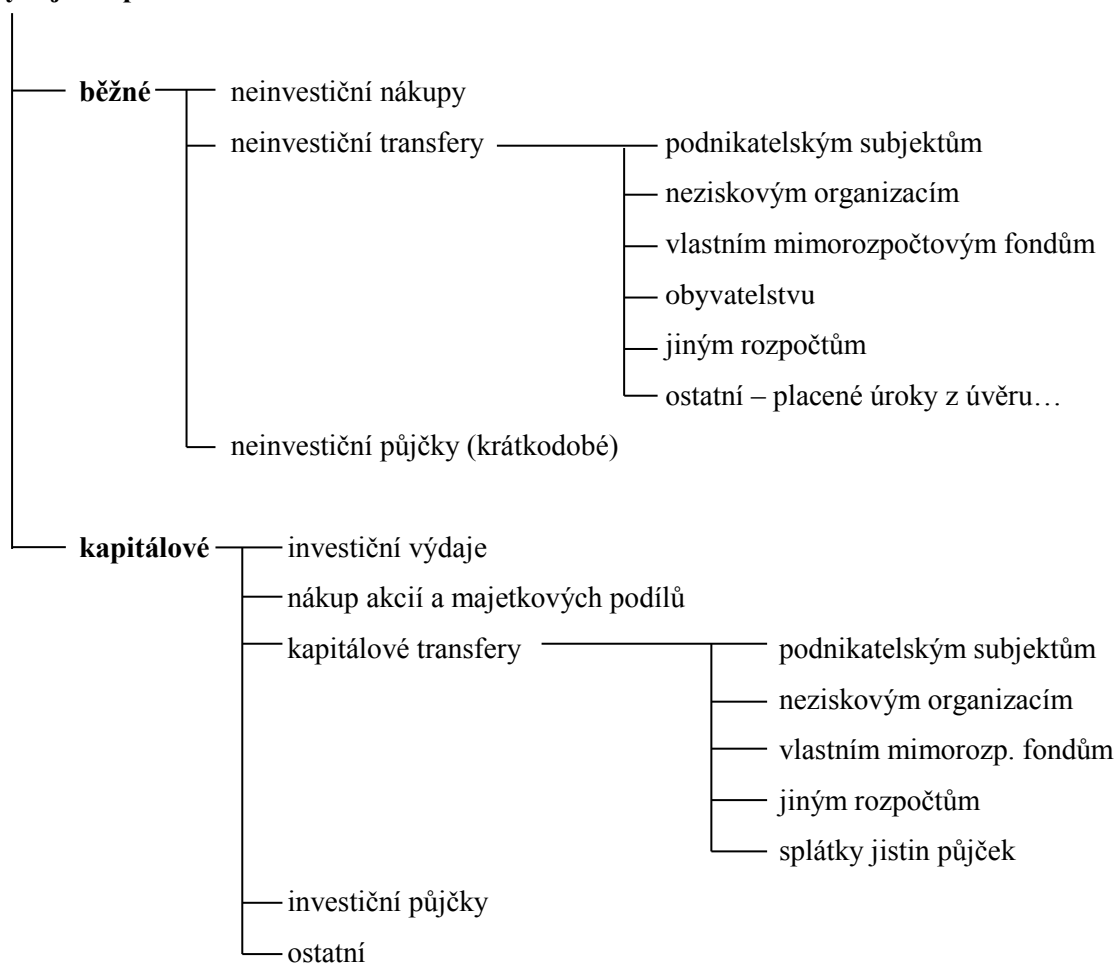 běžné
neinvestiční nákupy
neinvestiční transfery
podnikatelským subjektům
neziskovým organizacím
vlastním mimorozpočtovým fondům
obyvatelstvu
jiným rozpočtům
ostatní – placené úroky z úvěru…
neinvestiční půjčky (krátkodobé)
kapitálové
investiční výdaje
nákup akcií a majetkových podílů
kapitálové transfery
podnikatelským subjektům
neziskovým organizacím
vlastním mimorozp. fondům
jiným rozpočtům
splátky jistin půjček
investiční půjčky
ostatní